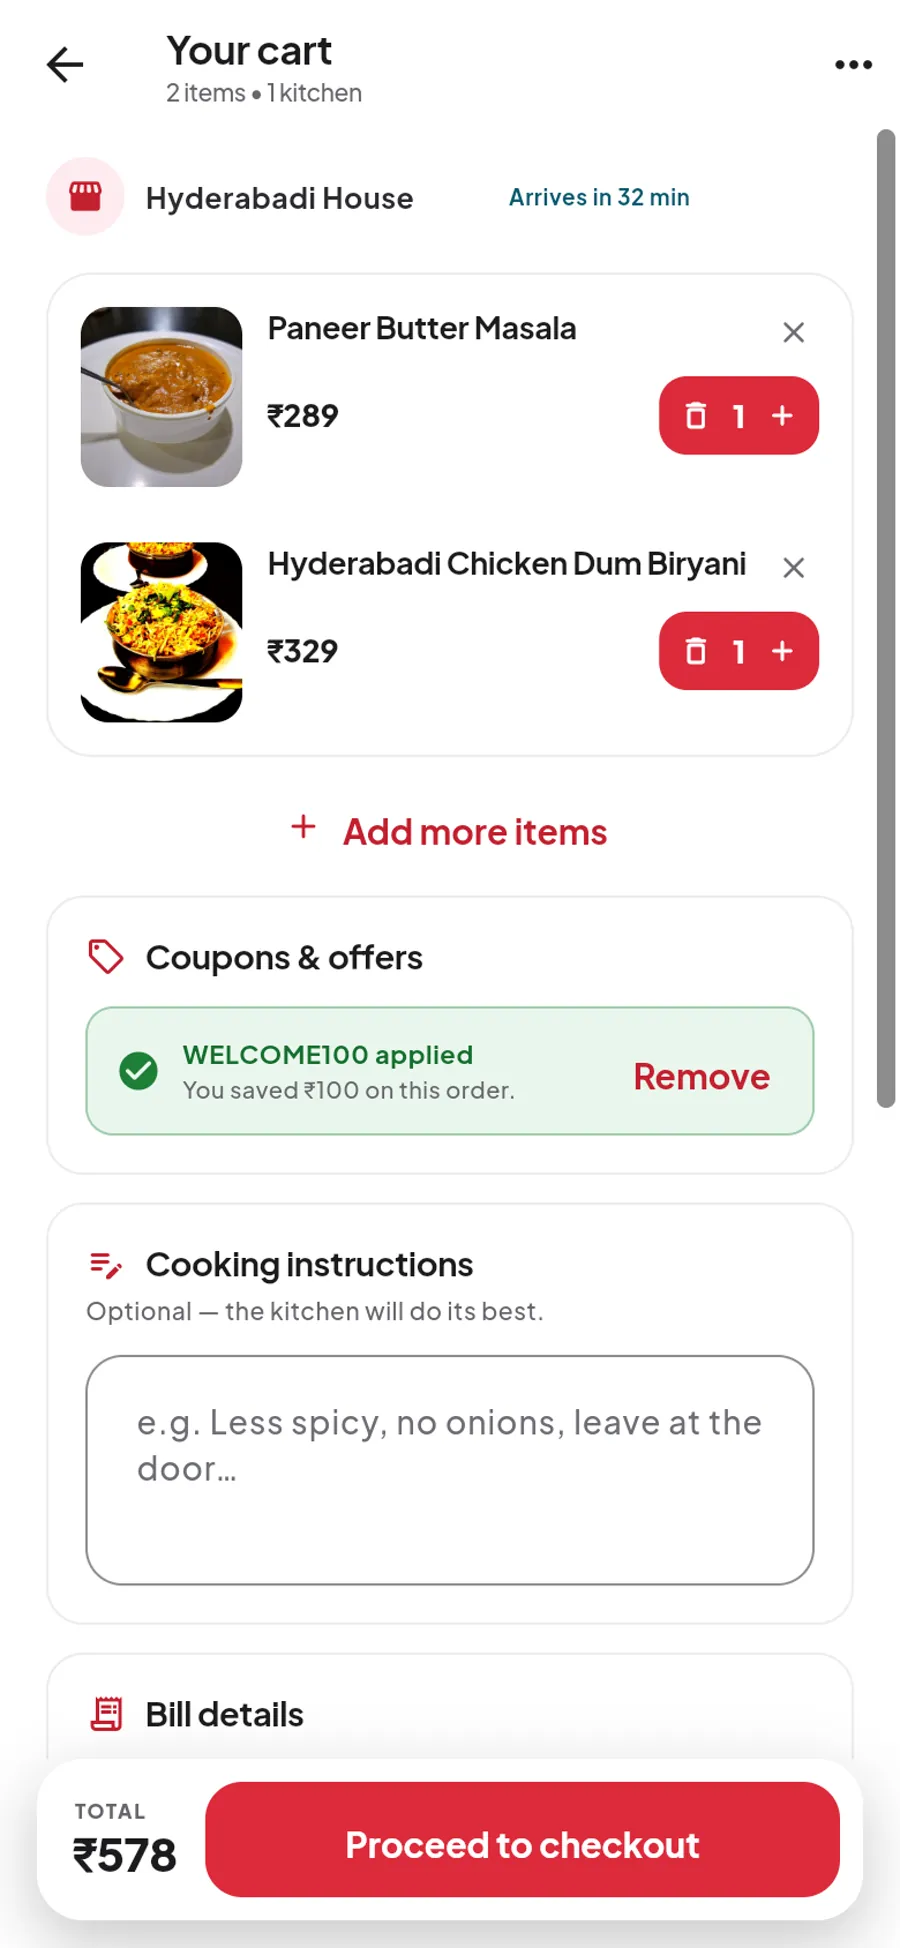 Your cart
2 items • 1 kitchen
Hyderabadi House
Arrives in 32 min
Paneer Butter Masala
₹289
1
Hyderabadi Chicken Dum Biryani
₹329
1
Add more items
Coupons & offers
WELCOME100 applied
You saved ₹100 on this order.
Remove
Cooking instructions
Optional — the kitchen will do its best.
e.g. Less spicy, no onions, leave at the
door...
Bill details
TOTAL
₹578
Proceed to checkout